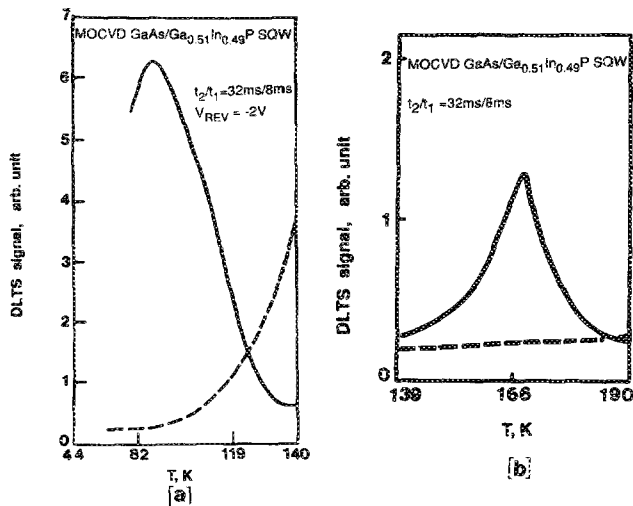 7
MOCVD GaAs/Ga0.51In0.49P SQW
6
t2/t1=32ms/8ms
VREV = -2V
5
4
3
2
1
0
DLTS signal, arb. unit
44 82 119 140
T, K
[a]
2
MOCVD GaAs/Ga0.51In0.49P SQW
t2/t1=32ms/8ms
1
0
DLTS signal, arb. unit
139 166 190
T, K
[b]